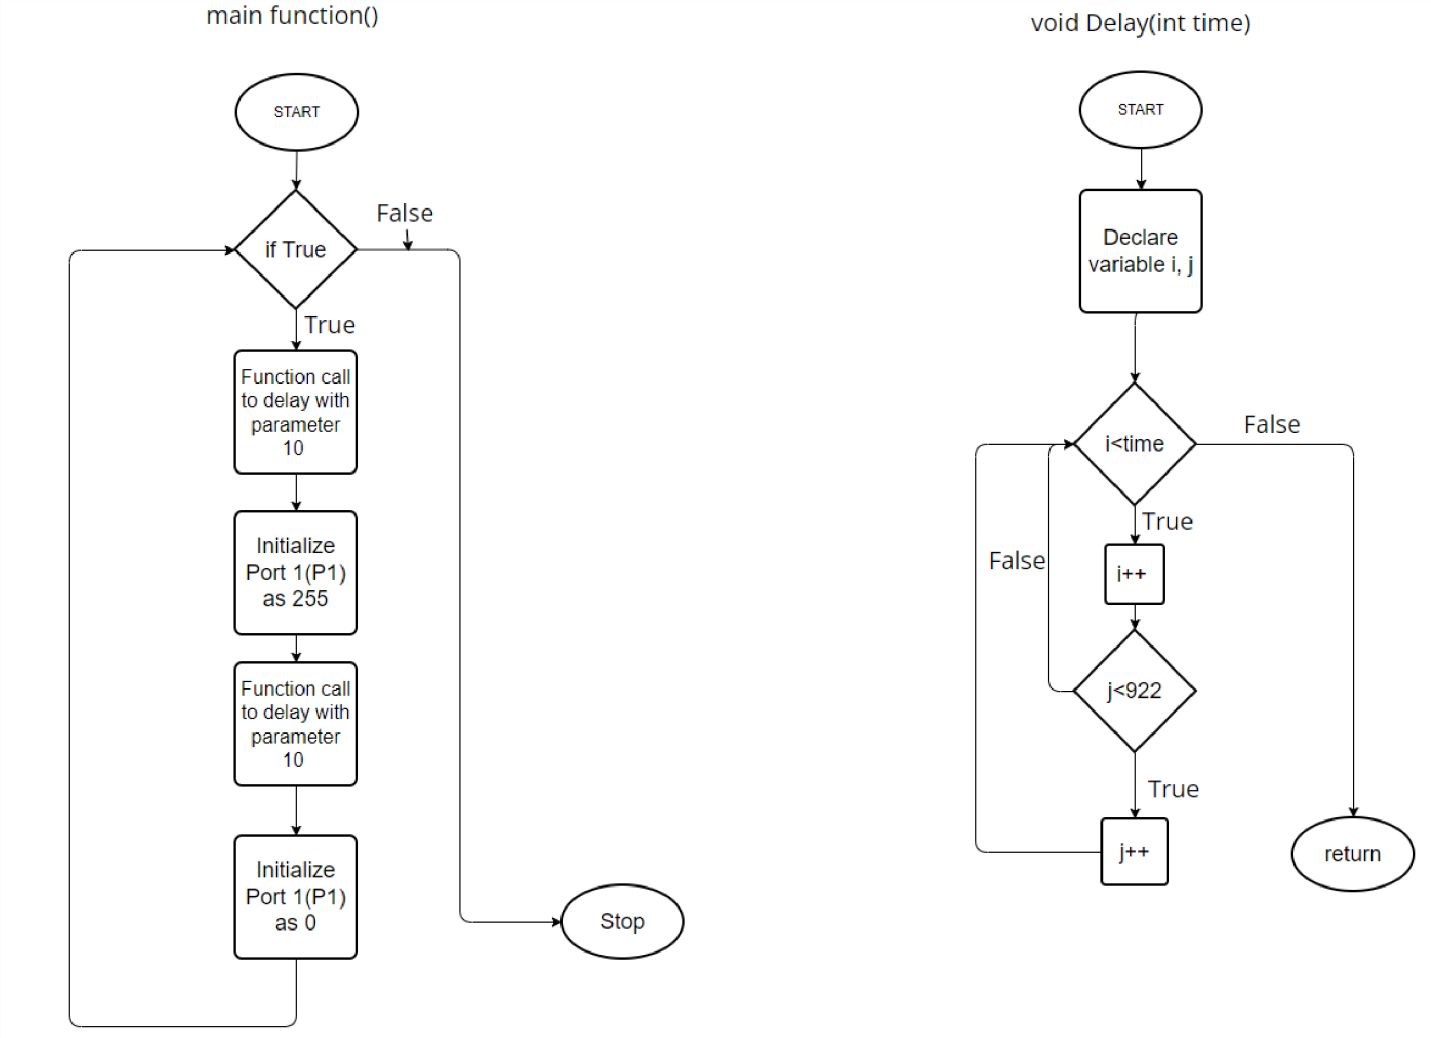 main function()
START
if True
False
True
Function call
to delay with
parameter
10
Initialize
Port 1(P1)
as 255
Function call
to delay with
parameter
10
Initialize
Port 1(P1)
as 0
Stop
void Delay(int time)
START
Declare
variable i, j
i<time
False
True
False
i++
j<922
True
j++
return